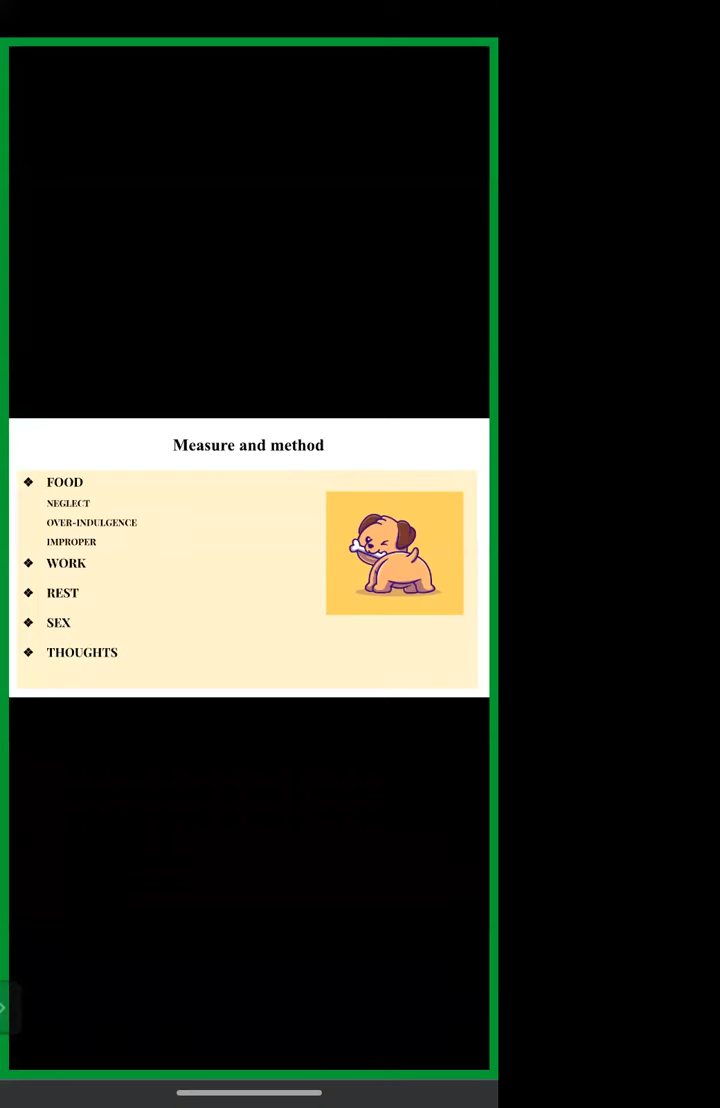 Measure and method
❖ FOOD
NEGLECT
OVER-INDULGENCE
IMPROPER
❖ WORK
❖ REST
❖ SEX
❖ THOUGHTS